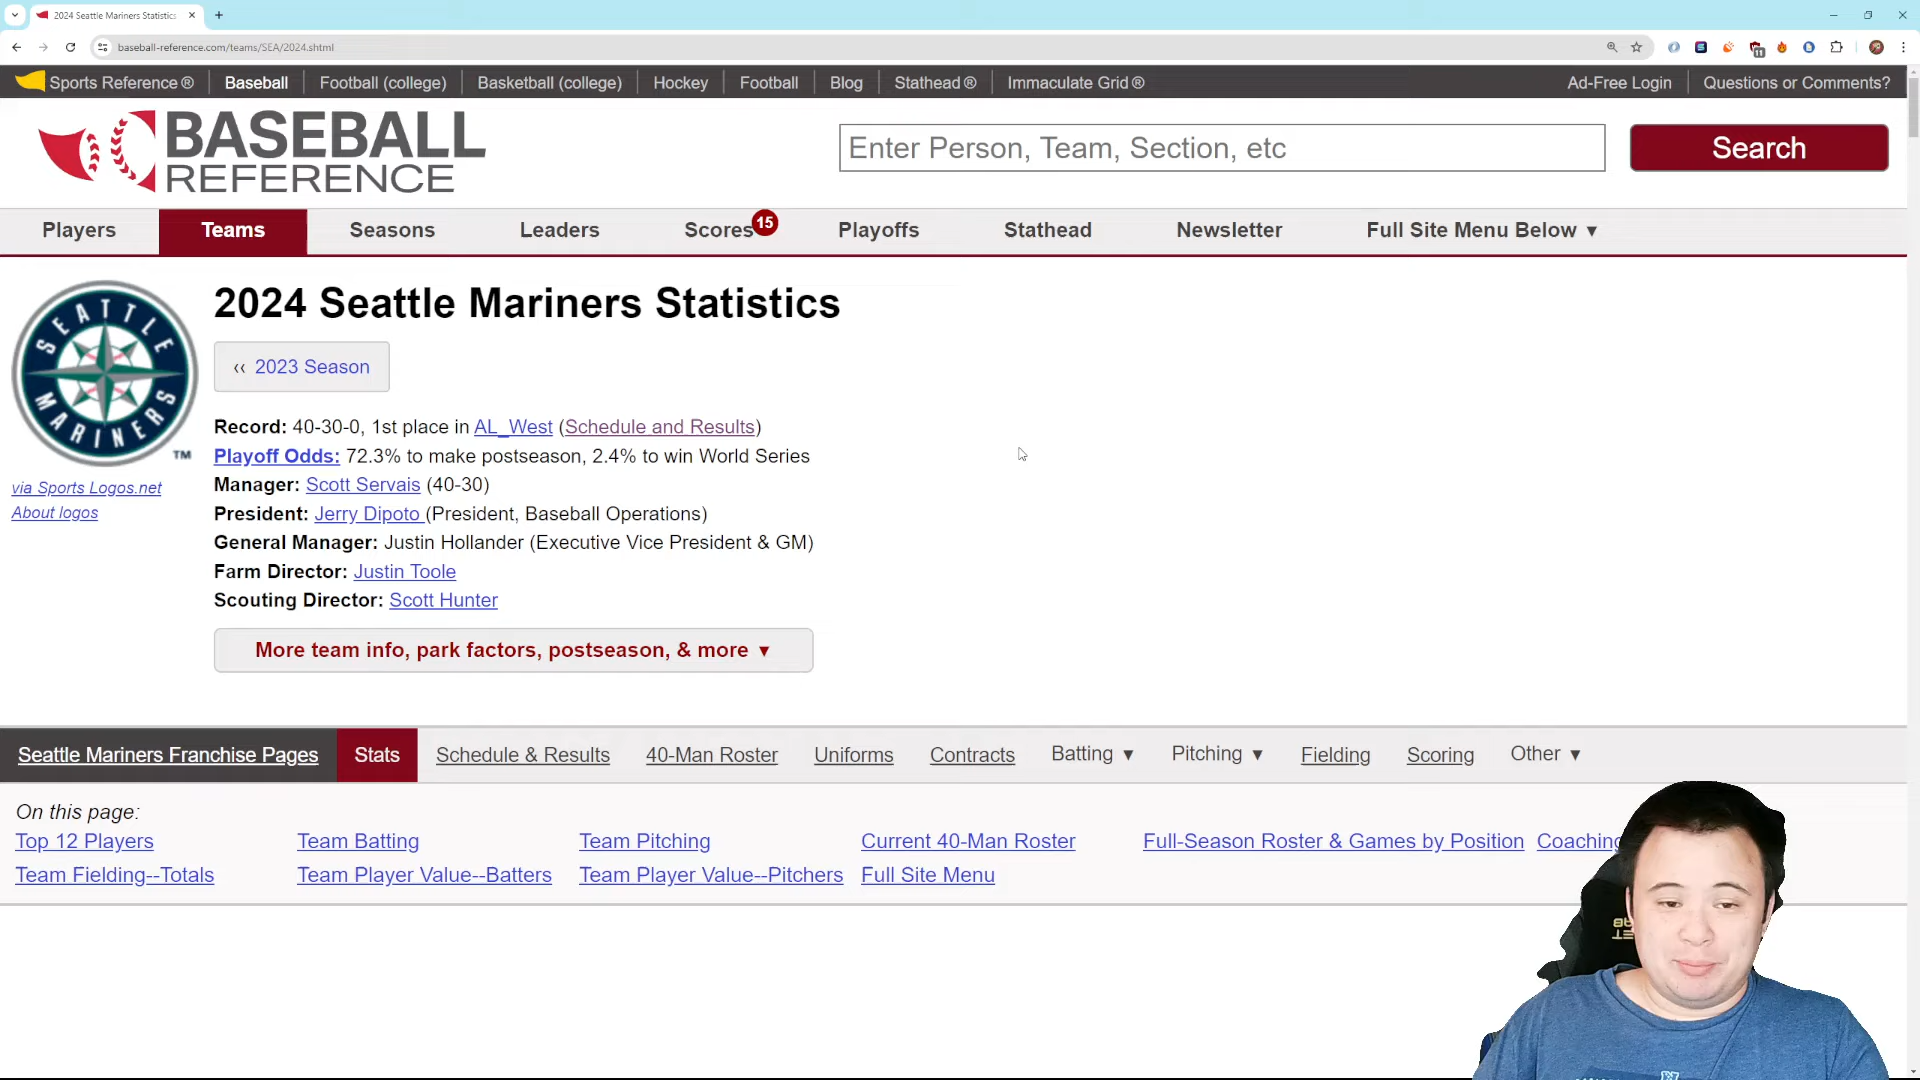 2024 Seattle Mariners Statistics
baseball-reference.com/teams/SEA/2024.shtml
Sports Reference ® Baseball Football (college) Basketball (college) Hockey Football Blog Stathead ® Immaculate Grid ® Ad-Free Login Questions or Comments?
BASEBALL
REFERENCE
Enter Person, Team, Section, etc
Search
Players Teams Seasons Leaders Scores 15 Playoffs Stathead Newsletter Full Site Menu Below ▼
SEATTLE
MARINERS
TM
via Sports Logos.net
About logos
2024 Seattle Mariners Statistics
‹‹ 2023 Season
Record: 40-30-0, 1st place in AL_West (Schedule and Results)
Playoff Odds: 72.3% to make postseason, 2.4% to win World Series
Manager: Scott Servais (40-30)
President: Jerry Dipoto (President, Baseball Operations)
General Manager: Justin Hollander (Executive Vice President & GM)
Farm Director: Justin Toole
Scouting Director: Scott Hunter
More team info, park factors, postseason, & more ▼
Seattle Mariners Franchise Pages Stats Schedule & Results 40-Man Roster Uniforms Contracts Batting ▼ Pitching ▼ Fielding Scoring Other ▼
On this page:
Top 12 Players Team Batting Team Pitching Current 40-Man Roster Full-Season Roster & Games by Position Coaching
Team Fielding--Totals Team Player Value--Batters Team Player Value--Pitchers Full Site Menu